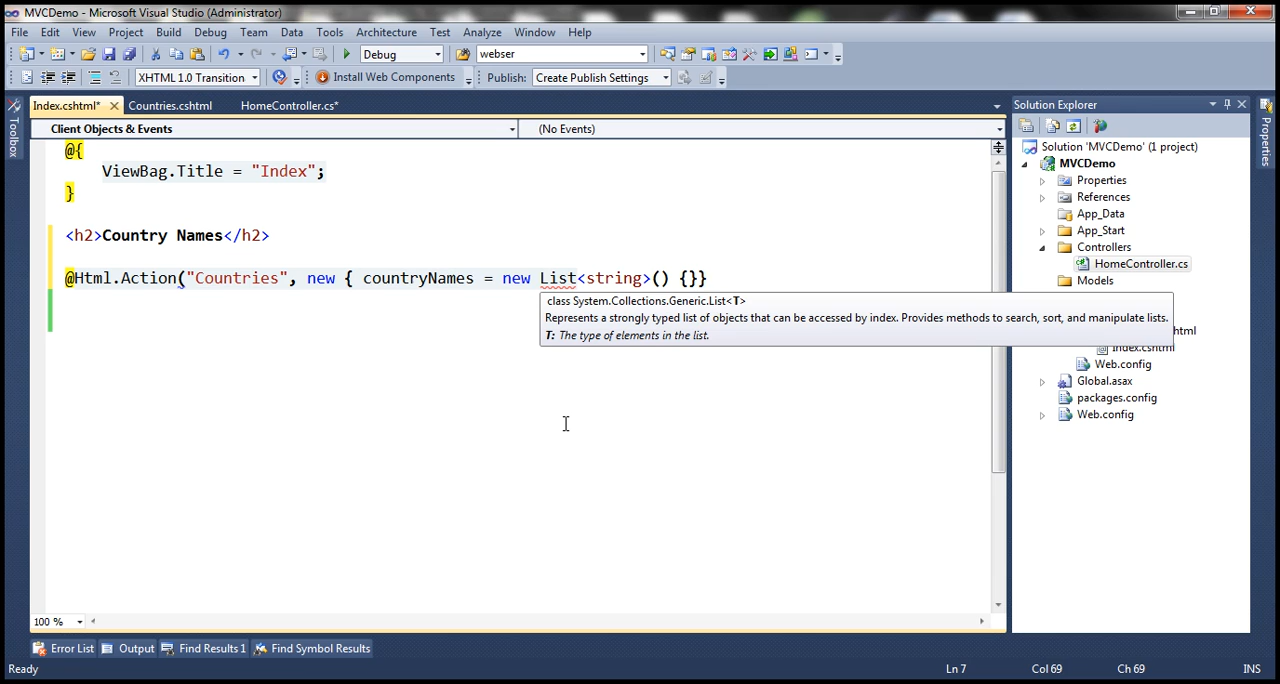 MVCDemo - Microsoft Visual Studio (Administrator)
File Edit View Project Build Debug Team Data Tools Architecture Test Analyze Window Help
Debug webser
XHTML 1.0 Transition Install Web Components Publish: Create Publish Settings
Index.cshtml* Countries.cshtml HomeController.cs*
Client Objects & Events (No Events)
Toolbox
@{
ViewBag.Title = "Index";
}
<h2>Country Names</h2>
@Html.Action("Countries", new { countryNames = new List<string>() {}}
class System.Collections.Generic.List<T>
Represents a strongly typed list of objects that can be accessed by index. Provides methods to search, sort, and manipulate lists.
T: The type of elements in the list.
100 %
Solution Explorer
Solution 'MVCDemo' (1 project)
MVCDemo
Properties
References
App_Data
App_Start
Controllers
HomeController.cs
Models
html
Index.cshtml
Web.config
Global.asax
packages.config
Web.config
Properties
Error List Output Find Results 1 Find Symbol Results
Ready Ln 7 Col 69 Ch 69 INS